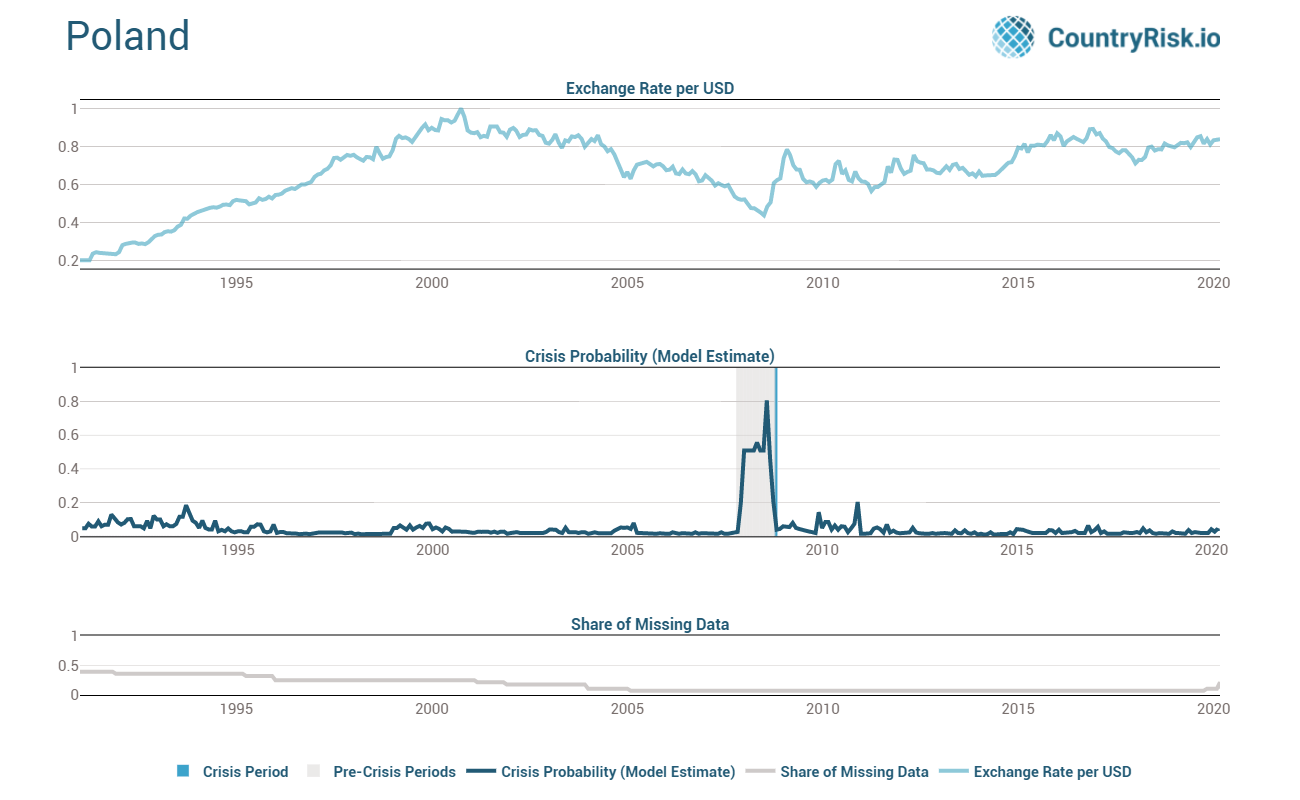 Poland
CountryRisk.io
Exchange Rate per USD
1
0.8
0.6
0.4
0.2
1995 2000 2005 2010 2015 2020
Crisis Probability (Model Estimate)
1
0.8
0.6
0.4
0.2
0
1995 2000 2005 2010 2015 2020
Share of Missing Data
1
0.5
0
1995 2000 2005 2010 2015 2020
Crisis Period Pre-Crisis Periods Crisis Probability (Model Estimate) Share of Missing Data Exchange Rate per USD